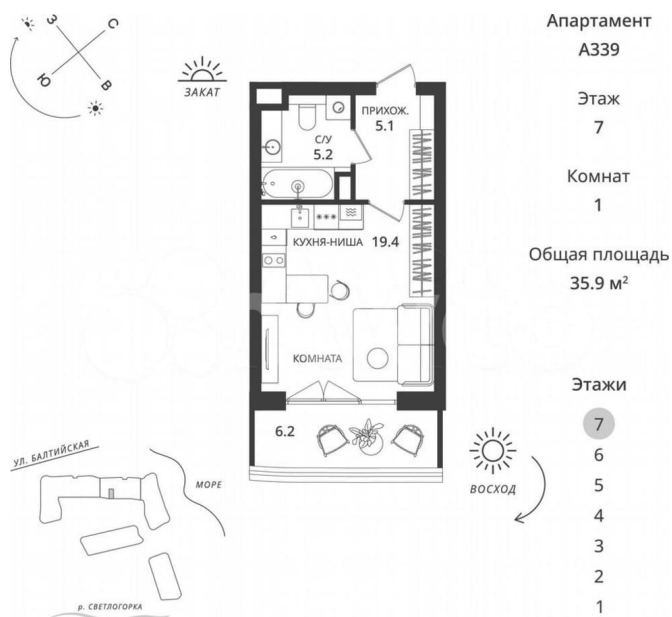 З
С
Ю
В
ЗАКАТ
Апартамент
А339
Этаж
7
Комнат
1
Общая площадь
35.9 м²
Этажи
7
6
5
4
3
2
1
ПРИХОЖ.
5.1
С/У
5.2
КУХНЯ-НИША 19.4
КОМНАТА
6.2
ВОСХОД
УЛ. БАЛТИЙСКАЯ
МОРЕ
р. СВЕТЛОГОРКА